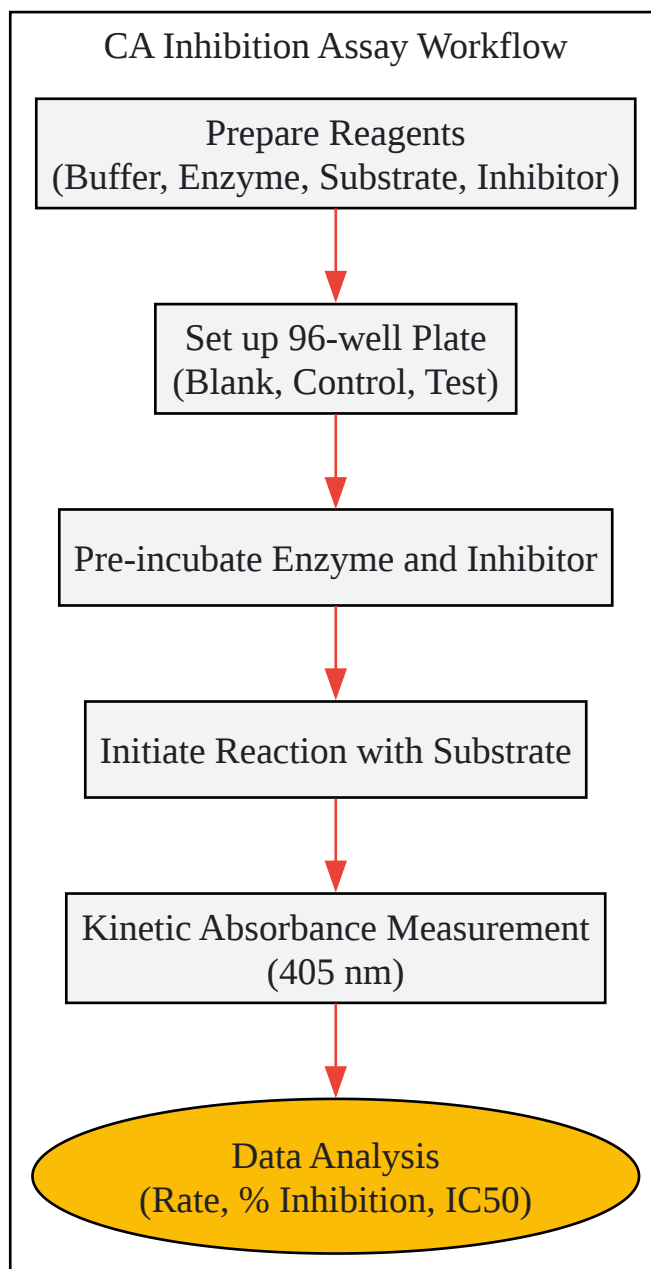 CA Inhibition Assay Workflow
Prepare Reagents
(Buffer, Enzyme, Substrate, Inhibitor)
Set up 96-well Plate
(Blank, Control, Test)
Pre-incubate Enzyme and Inhibitor
Initiate Reaction with Substrate
Kinetic Absorbance Measurement
(405 nm)
Data Analysis
(Rate, % Inhibition, IC50)